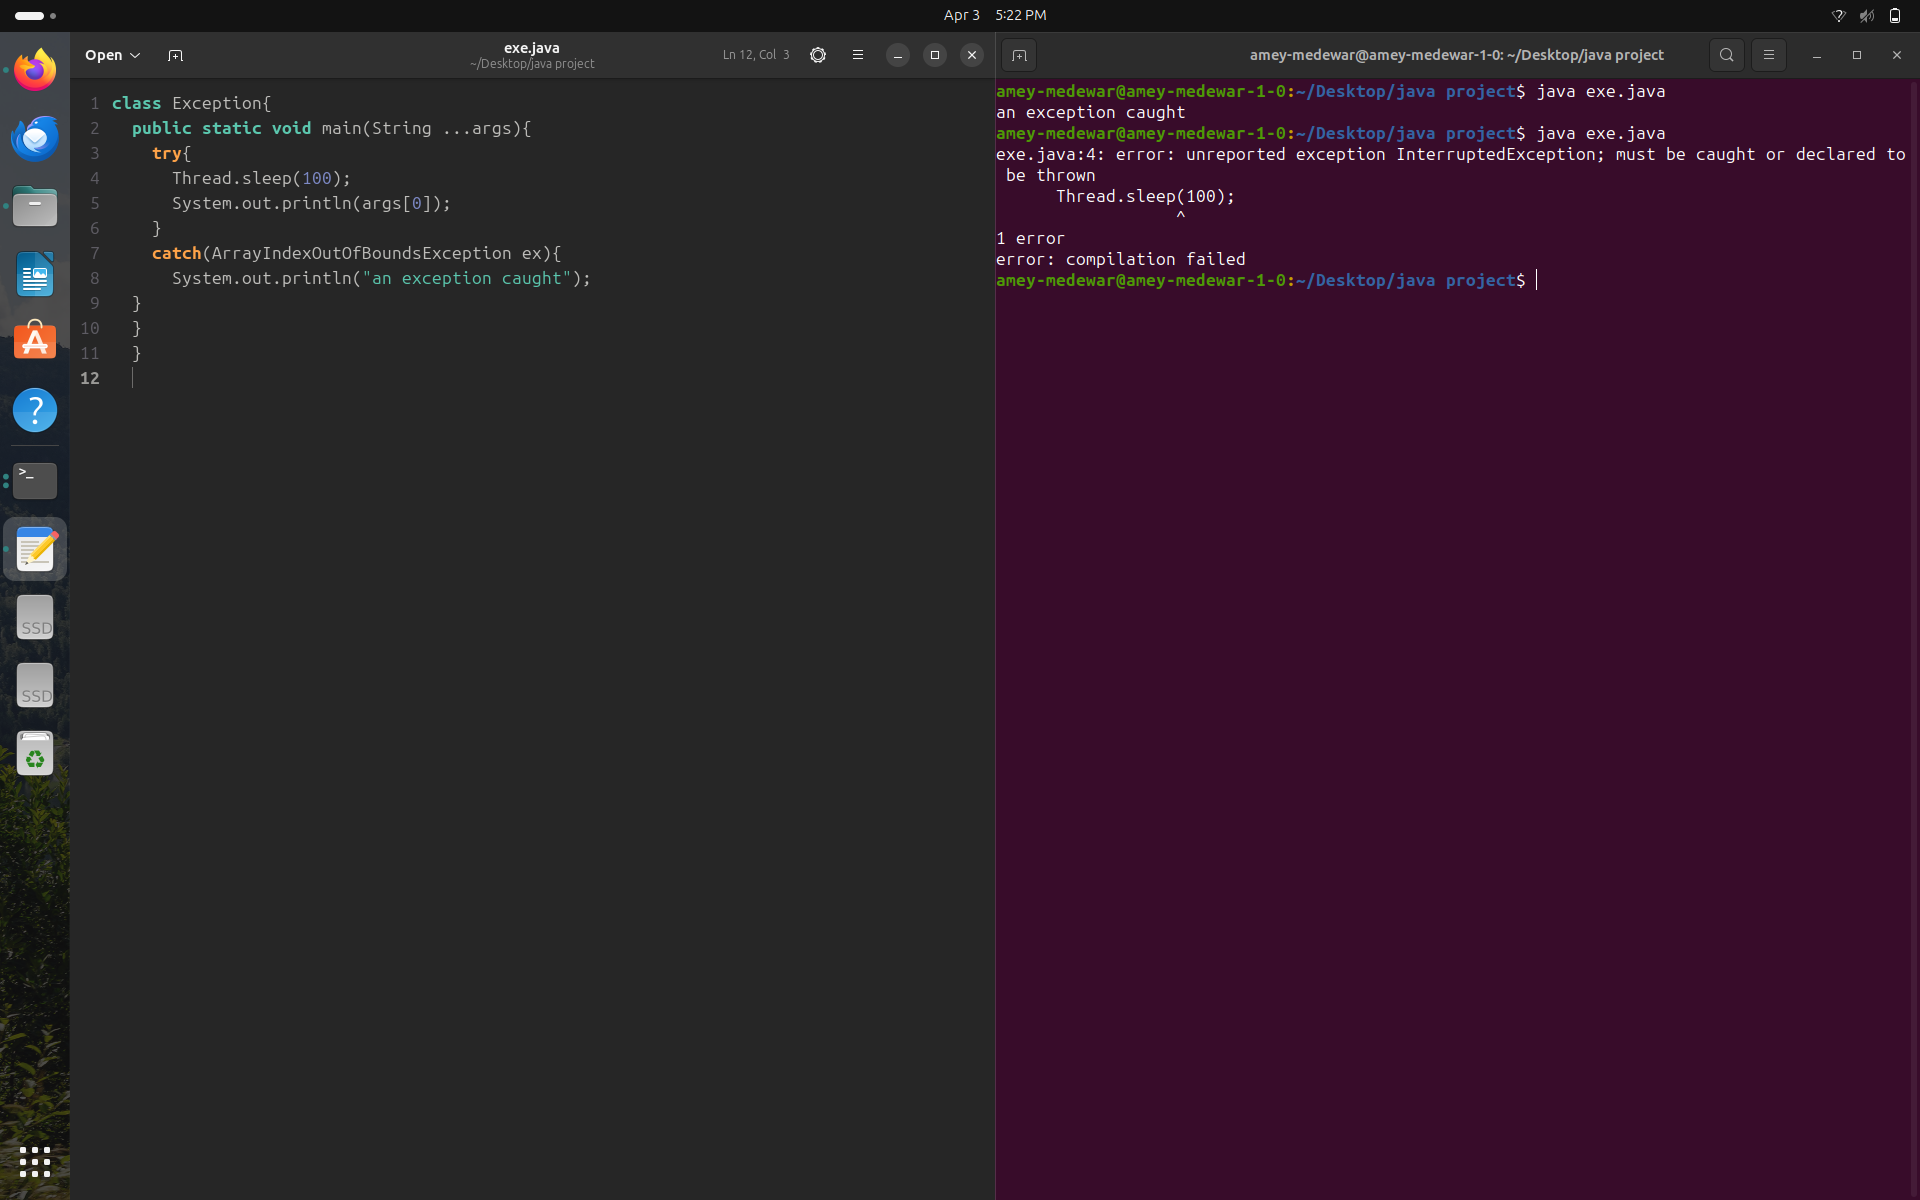 Apr 3 5:22 PM
Open
exe.java
~/Desktop/java project
Ln 12, Col 3
1 class Exception{
2 public static void main(String ...args){
3 try{
4 Thread.sleep(100);
5 System.out.println(args[0]);
6 }
7 catch(ArrayIndexOutOfBoundsException ex){
8 System.out.println("an exception caught");
9 }
10 }
11 }
12
amey-medewar@amey-medewar-1-0: ~/Desktop/java project
amey-medewar@amey-medewar-1-0:~/Desktop/java project$ java exe.java
an exception caught
amey-medewar@amey-medewar-1-0:~/Desktop/java project$ java exe.java
exe.java:4: error: unreported exception InterruptedException; must be caught or declared to
be thrown
Thread.sleep(100);
^
1 error
error: compilation failed
amey-medewar@amey-medewar-1-0:~/Desktop/java project$
>_
SSD
SSD